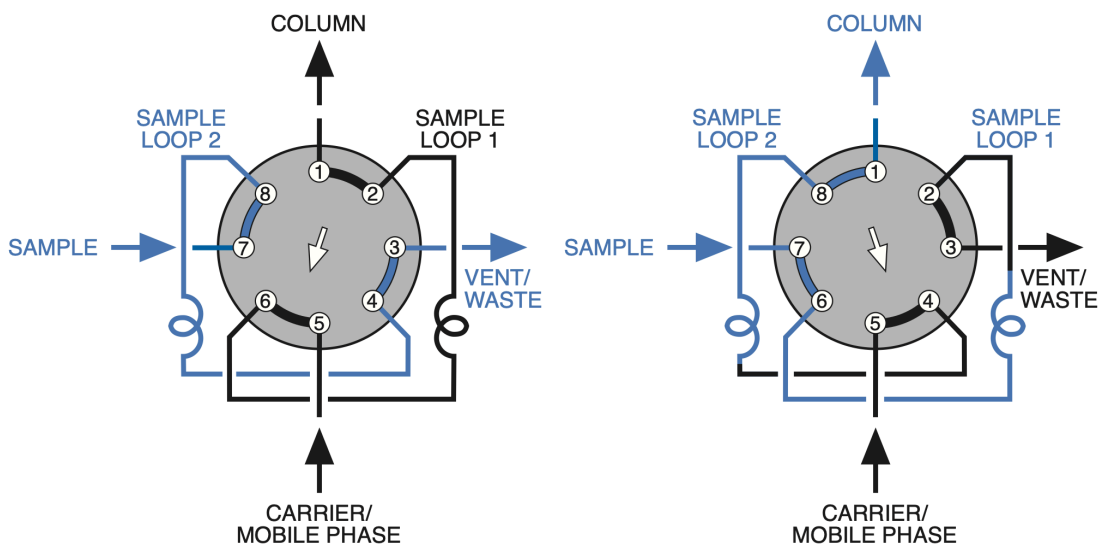 COLUMN
SAMPLE
LOOP 2
SAMPLE
LOOP 1
1
2
3
4
5
6
7
8
SAMPLE
VENT/
WASTE
CARRIER/
MOBILE PHASE
COLUMN
SAMPLE
LOOP 2
SAMPLE
LOOP 1
1
2
3
4
5
6
7
8
SAMPLE
VENT/
WASTE
CARRIER/
MOBILE PHASE